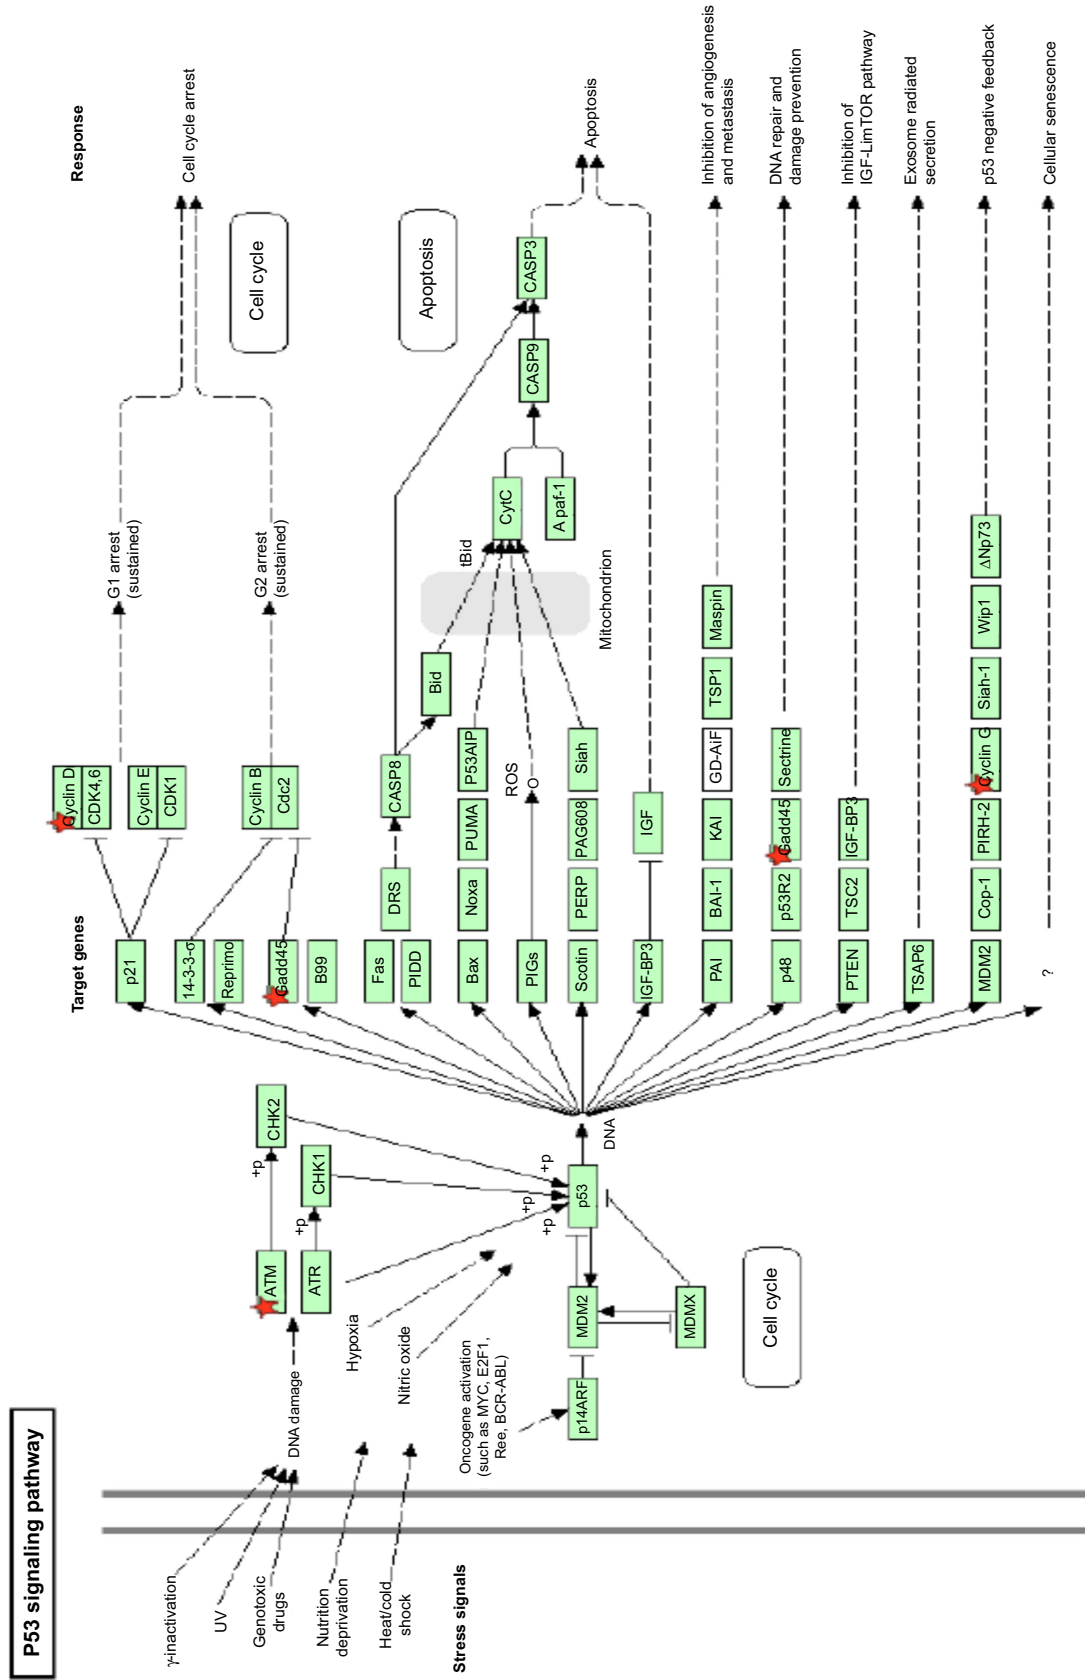 P53 signaling pathway
Stress signals
Target genes
Response
γ-inactivation
UV
Genotoxic
drugs
Nutrition
deprivation
Heat/cold
shock
DNA damage
Hypoxia
Nitric oxide
Oncogene activation
(such as MYC, E2F1,
Ree, BCR-ABL)
p14ARF
ATM
+p
CHK2
ATR
+p
CHK1
+p
+p
+p
MDM2
p53
MDMX
Cell cycle
DNA
p21
Cyclin D
CDK4,6
Cyclin E
CDK1
G1 arrest
(sustained)
14-3-3-σ
Reprimo
Gadd45
B99
Cyclin B
Cdc2
G2 arrest
(sustained)
Cell cycle arrest
Cell cycle
Fas
PIDD
DRS
CASP8
Bid
tBid
Apoptosis
Bax
Noxa
PUMA
P53AIP
PIGs
ROS
O
Scotin
PERP
PAG608
Siah
Mitochondrion
CytC
A paf-1
CASP9
CASP3
Apoptosis
IGF-BP3
IGF
PAI
BAI-1
KAI
GD-AiF
TSP1
Maspin
Inhibition of angiogenesis
and metastasis
p48
p53R2
Gadd45
Sectrine
DNA repair and
damage prevention
PTEN
TSC2
IGF-BP3
Inhibition of
IGF-LimTOR pathway
TSAP6
Exosome radiated
secretion
MDM2
Cop-1
PIRH-2
Cyclin G
Siah-1
Wip1
ΔNp73
p53 negative feedback
?
Cellular senescence